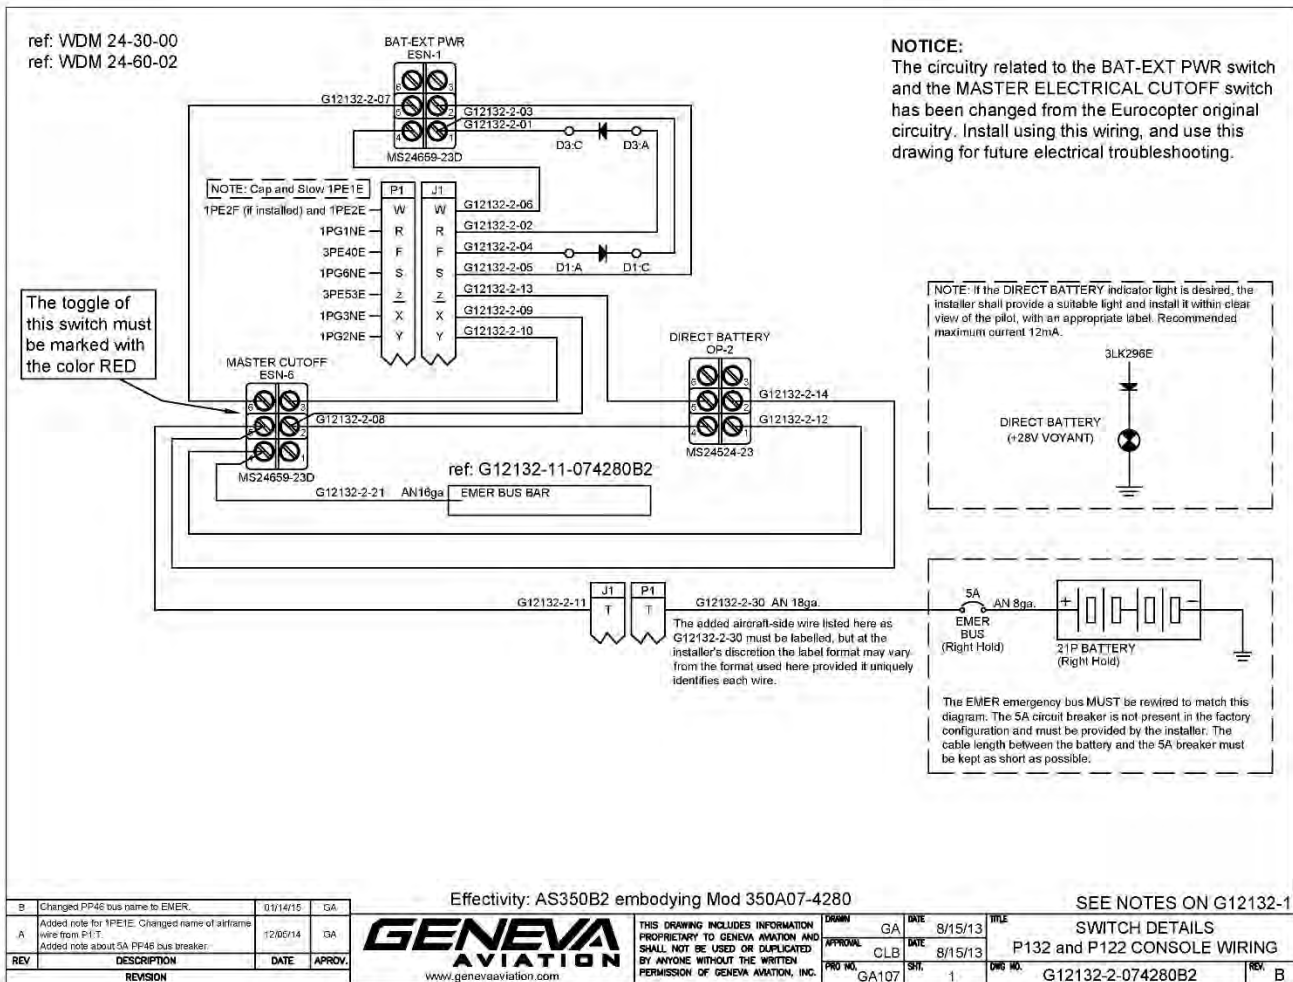 ref: WDM 24-30-00
ref: WDM 24-60-02
BAT-EXT PWR
ESN-1
6
3
5
2
4
1
MS24659-23D
G12132-2-07
G12132-2-03
G12132-2-01
D3:C
D3:A
NOTICE:
The circuitry related to the BAT-EXT PWR switch
and the MASTER ELECTRICAL CUTOFF switch
has been changed from the Eurocopter original
circuitry. Install using this wiring, and use this
drawing for future electrical troubleshooting.
NOTE: Cap and Stow 1PE1E
P1
J1
1PE2F (if installed) and 1PE2E
W
W
G12132-2-06
1PG1NE
R
R
G12132-2-02
3PE40E
F
F
G12132-2-04
D1:A
D1:C
1PG6NE
S
S
G12132-2-05
3PE53E
z
z
G12132-2-13
1PG3NE
X
X
G12132-2-09
1PG2NE
Y
Y
G12132-2-10
The toggle of
this switch must
be marked with
the color RED
MASTER CUTOFF
ESN-6
6
3
5
2
4
1
MS24659-23D
G12132-2-08
DIRECT BATTERY
OP-2
6
3
5
2
4
1
MS24524-23
G12132-2-14
G12132-2-12
NOTE: If the DIRECT BATTERY indicator light is desired, the
installer shall provide a suitable light and install it within clear
view of the pilot, with an appropriate label. Recommended
maximum current 12mA.
3LK296E
DIRECT BATTERY
(+28V VOYANT)
ref: G12132-11-074280B2
G12132-2-21
AN16ga
EMER BUS BAR
G12132-2-11
J1
P1
T
T
G12132-2-30 AN 18ga.
The added aircraft-side wire listed here as
G12132-2-30 must be labelled, but at the
installer's discretion the label format may vary
from the format used here provided it uniquely
identifies each wire.
5A
EMER
BUS
(Right Hold)
AN 8ga.
+
-
21P BATTERY
(Right Hold)
The EMER emergency bus MUST be rewired to match this
diagram. The 5A circuit breaker is not present in the factory
configuration and must be provided by the installer. The
cable length between the battery and the 5A breaker must
be kept as short as possible.
Effectivity: AS350B2 embodying Mod 350A07-4280
SEE NOTES ON G12132-1
B
Changed PP46 bus name to EMER.
01/14/15
GA
A
Added note for 1PE1E. Changed name of airframe
wire from P1:T.
Added note about 5A PP46 bus breaker.
12/05/14
GA
REV
DESCRIPTION
DATE
APROV.
REVISION
GENEVA
AVIATION
www.genevaaviation.com
THIS DRAWING INCLUDES INFORMATION
PROPRIETARY TO GENEVA AVIATION AND
SHALL NOT BE USED OR DUPLICATED
BY ANYONE WITHOUT THE WRITTEN
PERMISSION OF GENEVA AVIATION, INC.
DRAWN
GA
DATE
8/15/13
APPROVAL
CLB
DATE
8/15/13
PRO NO.
GA107
SHT.
1
TITLE
SWITCH DETAILS
P132 and P122 CONSOLE WIRING
DWG NO.
G12132-2-074280B2
REV.
B